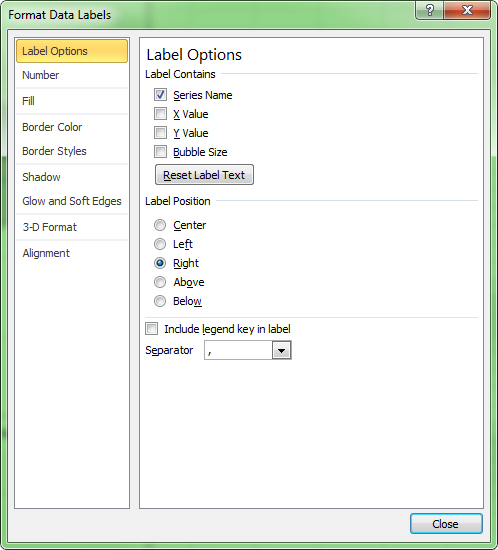 Format Data Labels
Label Options
Number
Fill
Border Color
Border Styles
Shadow
Glow and Soft Edges
3-D Format
Alignment
Label Options
Label Contains
Series Name
X Value
Y Value
Bubble Size
Reset Label Text
Label Position
Center
Left
Right
Above
Below
Include legend key in label
Separator ,
Close